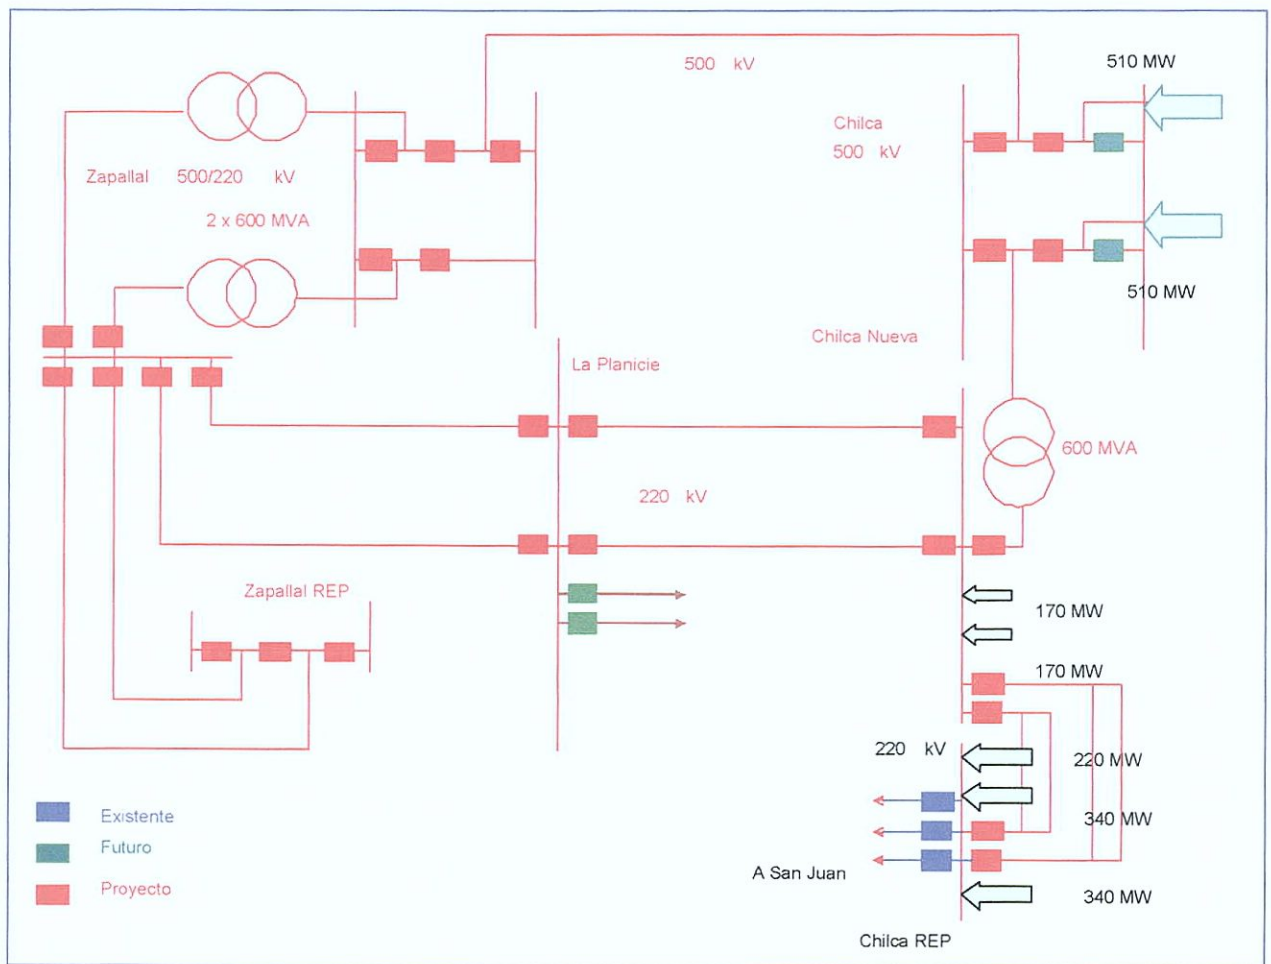 510 MW
500 kV
Chilca
500 kV
Zapallal 500/220 kV
2 x 600 MVA
510 MW
Chilca Nueva
La Planicie
600 MVA
220 kV
Zapallal REP
170 MW
170 MW
220 kV
220 MW
340 MW
Existente
Futuro
Proyecto
A San Juan
340 MW
Chilca REP